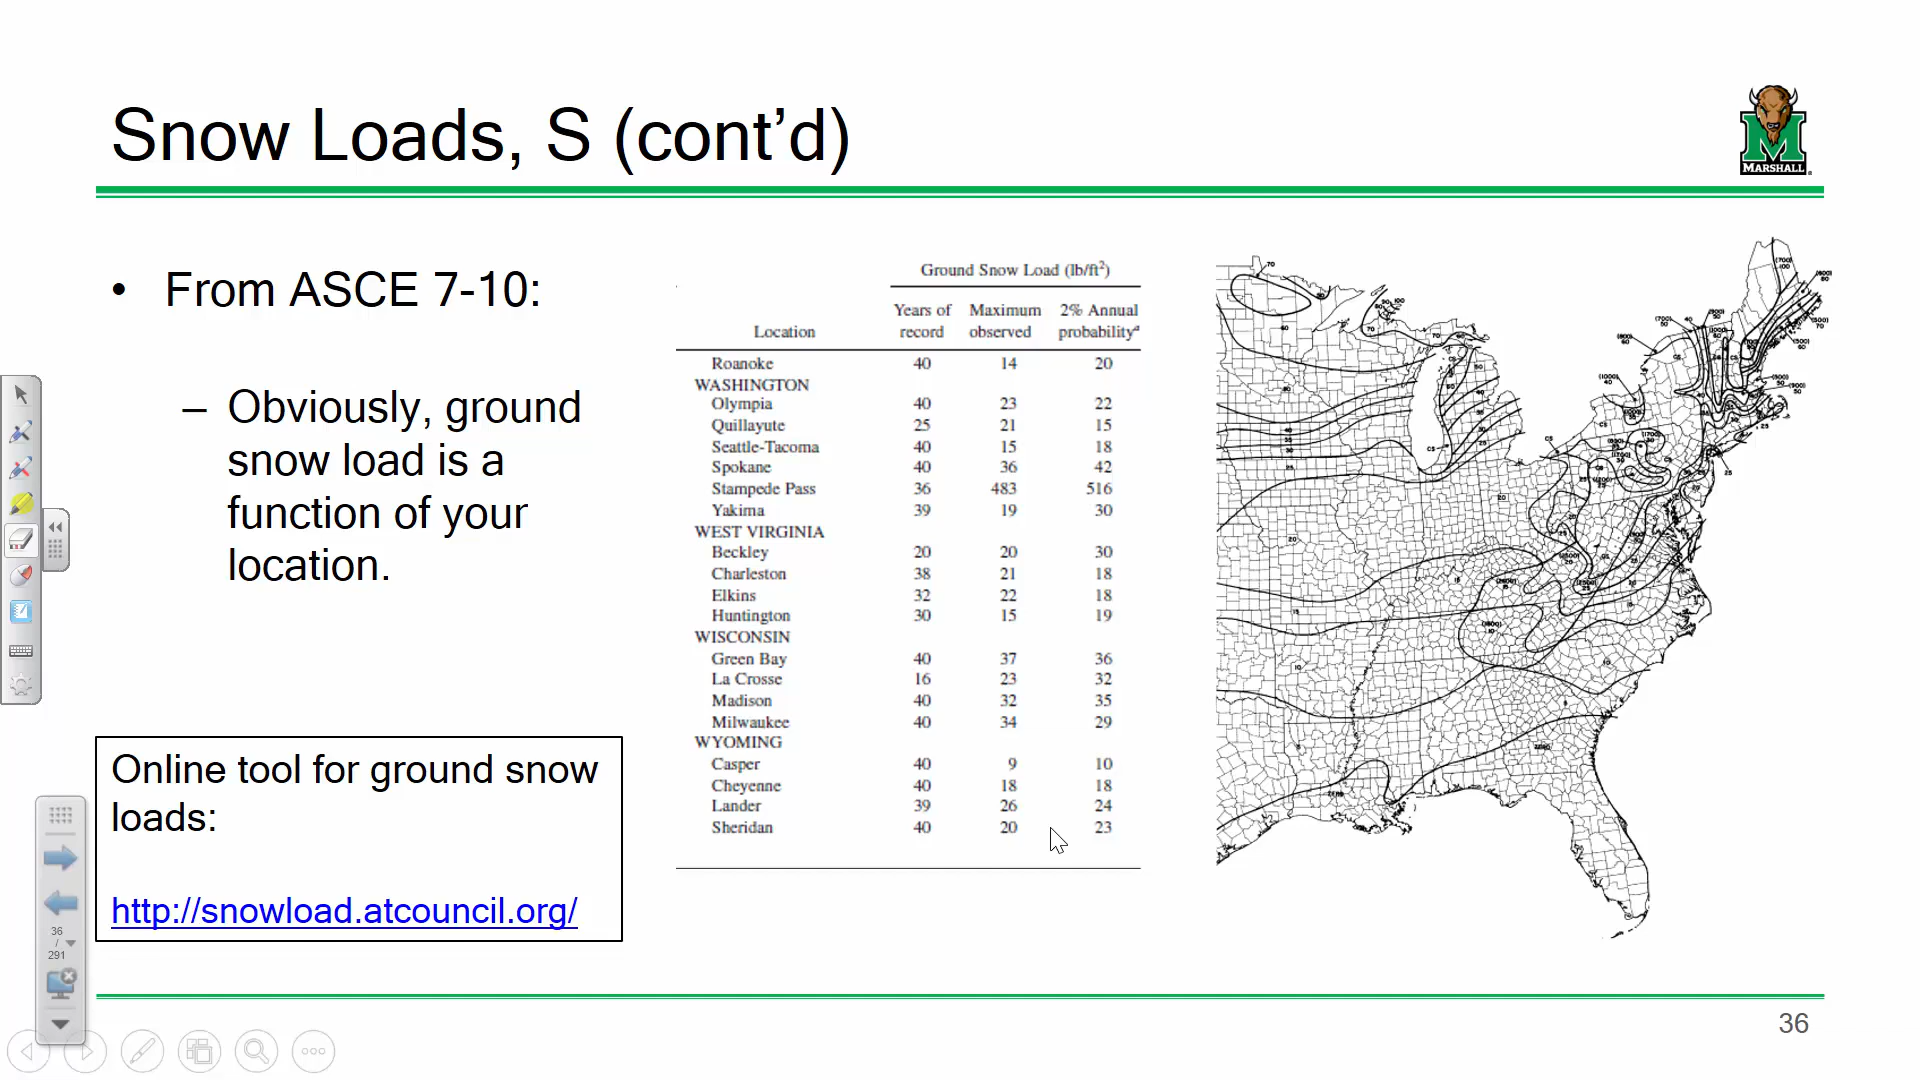 Snow Loads, S (cont’d)
MARSHALL
• From ASCE 7-10:
– Obviously, ground
snow load is a
function of your
location.
Online tool for ground snow
loads:
http://snowload.atcouncil.org/
Ground Snow Load (lb/ft²)
Location Years of record Maximum observed 2% Annual probabilityᵃ
Roanoke 40 14 20
WASHINGTON
Olympia 40 23 22
Quillayute 25 21 15
Seattle-Tacoma 40 15 18
Spokane 40 36 42
Stampede Pass 36 483 516
Yakima 39 19 30
WEST VIRGINIA
Beckley 20 20 30
Charleston 38 21 18
Elkins 32 22 18
Huntington 30 15 19
WISCONSIN
Green Bay 40 37 36
La Crosse 16 23 32
Madison 40 32 35
Milwaukee 40 34 29
WYOMING
Casper 40 9 10
Cheyenne 40 18 18
Lander 39 26 24
Sheridan 40 20 23
36
/
291
36